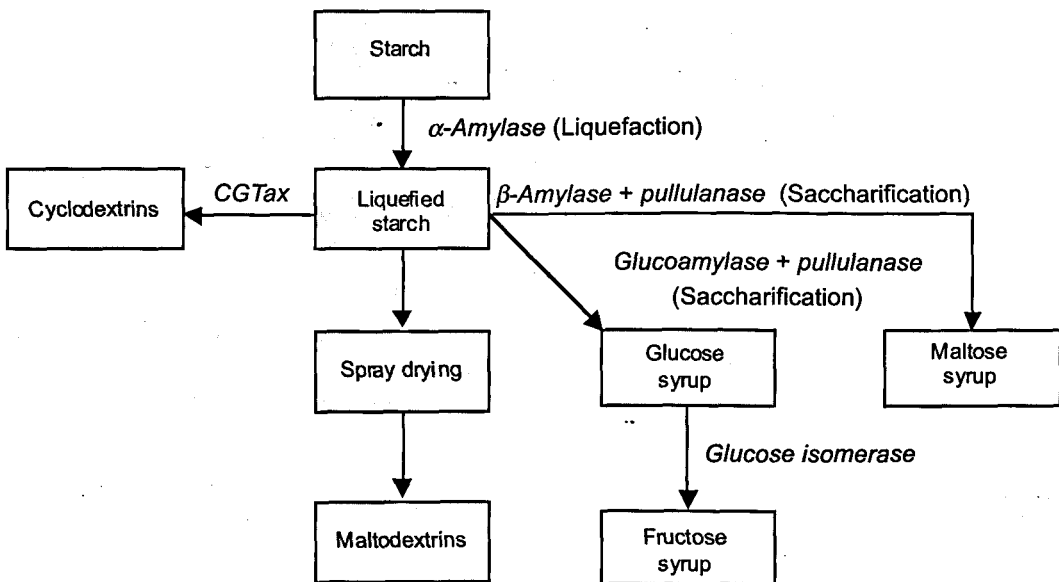 Starch
α-Amylase (Liquefaction)
Cyclodextrins
CGTax
Liquefied
starch
β-Amylase + pullulanase (Saccharification)
Glucoamylase + pullulanase
(Saccharification)
Spray drying
Glucose
syrup
Maltose
syrup
Glucose isomerase
Maltodextrins
Fructose
syrup